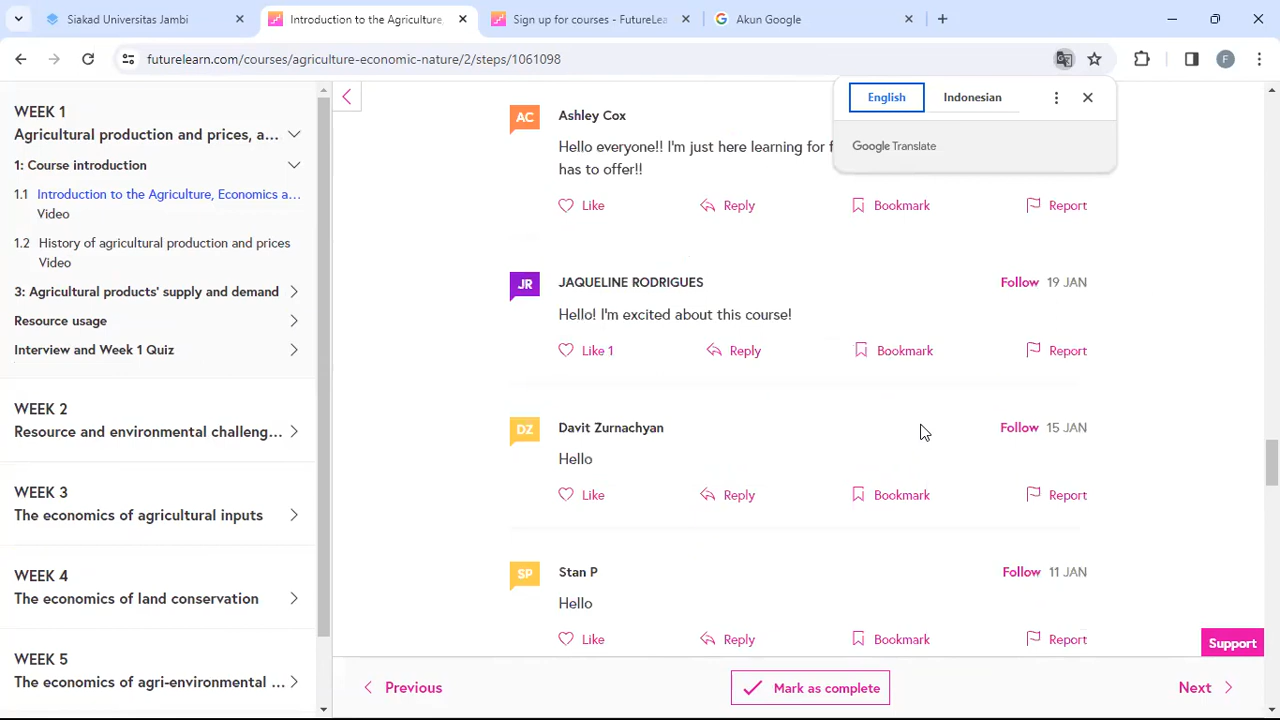 Siakad Universitas Jambi
Introduction to the Agriculture,
Sign up for courses - FutureLea
Akun Google
futurelearn.com/courses/agriculture-economic-nature/2/steps/1061098
F
English
Indonesian
Google Translate
WEEK 1
Agricultural production and prices, a...
1: Course introduction
1.1 Introduction to the Agriculture, Economics a...
Video
1.2 History of agricultural production and prices
Video
3: Agricultural products' supply and demand
Resource usage
Interview and Week 1 Quiz
WEEK 2
Resource and environmental challeng...
WEEK 3
The economics of agricultural inputs
WEEK 4
The economics of land conservation
WEEK 5
The economics of agri-environmental ...
AC Ashley Cox
Hello everyone!! I'm just here learning for
has to offer!!
Like Reply Bookmark Report
JR JAQUELINE RODRIGUES Follow 19 JAN
Hello! I'm excited about this course!
Like 1 Reply Bookmark Report
DZ Davit Zurnachyan Follow 15 JAN
Hello
Like Reply Bookmark Report
SP Stan P Follow 11 JAN
Hello
Like Reply Bookmark Report
Support
Previous Mark as complete Next